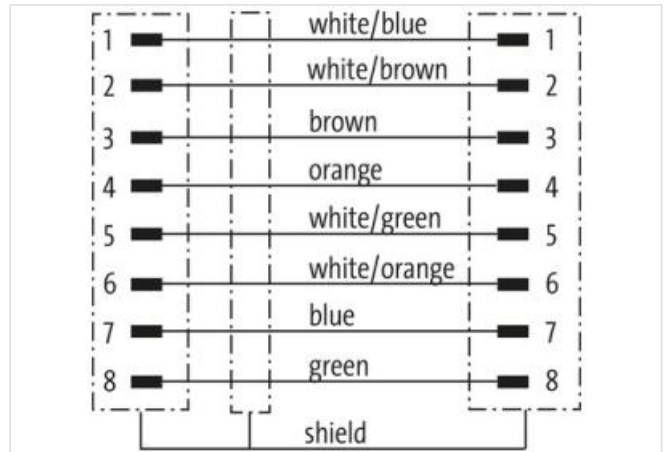 1 white/blue 1
2 white/brown 2
3 brown 3
4 orange 4
5 white/green 5
6 white/orange 6
7 blue 7
8 green 8
shield